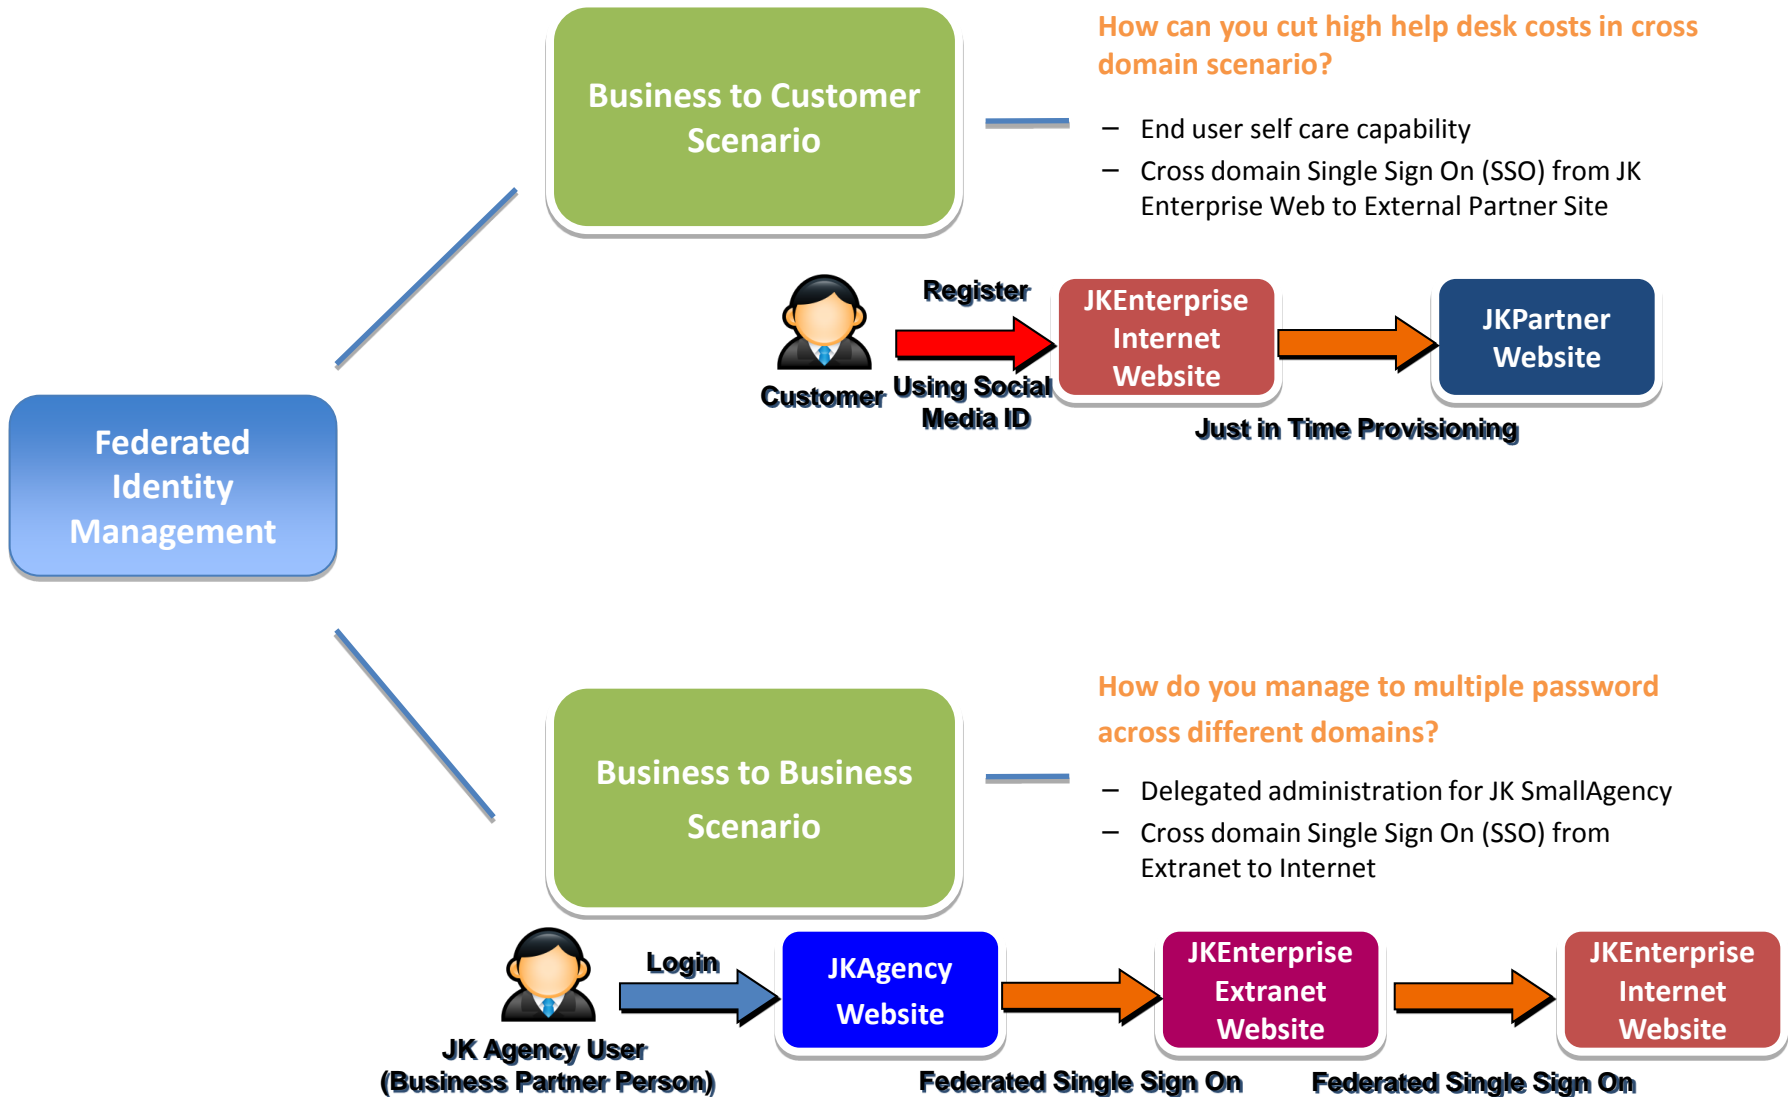 How can you cut high help desk costs in cross
domain scenario?
Business to Customer
Scenario
– End user self care capability
– Cross domain Single Sign On (SSO) from JK
Enterprise Web to External Partner Site
Register
Customer
Using Social
Media ID
JKEnterprise
Internet
Website
JKPartner
Website
Just in Time Provisioning
Federated
Identity
Management
How do you manage to multiple password
across different domains?
Business to Business
Scenario
– Delegated administration for JK SmallAgency
– Cross domain Single Sign On (SSO) from
Extranet to Internet
Login
JK Agency User
(Business Partner Person)
JKAgency
Website
JKEnterprise
Extranet
Website
JKEnterprise
Internet
Website
Federated Single Sign On
Federated Single Sign On